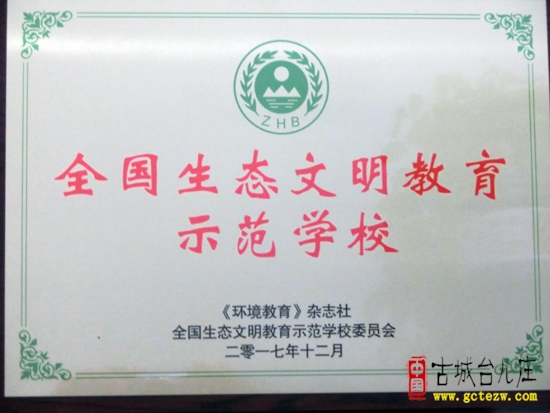 ZHB
全国生态文明教育
示范学校
《环境教育》杂志社
全国生态文明教育示范学校委员会
二零一七年十二月
中国
古城台儿庄
www.gctezw.com